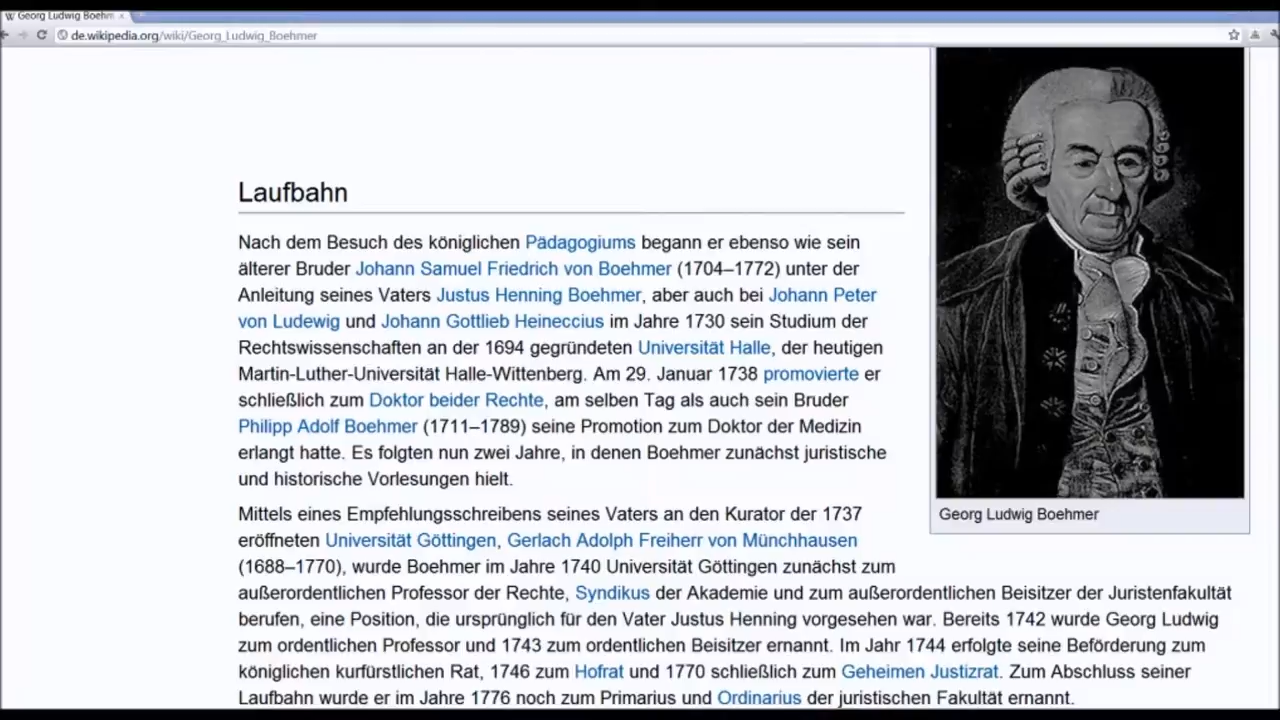 Georg Ludwig Boehm
de.wikipedia.org/wiki/Georg_Ludwig_Boehmer
Laufbahn
Nach dem Besuch des königlichen Pädagogiums begann er ebenso wie sein
älterer Bruder Johann Samuel Friedrich von Boehmer (1704–1772) unter der
Anleitung seines Vaters Justus Henning Boehmer, aber auch bei Johann Peter
von Ludewig und Johann Gottlieb Heineccius im Jahre 1730 sein Studium der
Rechtswissenschaften an der 1694 gegründeten Universität Halle, der heutigen
Martin-Luther-Universität Halle-Wittenberg. Am 29. Januar 1738 promovierte er
schließlich zum Doktor beider Rechte, am selben Tag als auch sein Bruder
Philipp Adolf Boehmer (1711–1789) seine Promotion zum Doktor der Medizin
erlangt hatte. Es folgten nun zwei Jahre, in denen Boehmer zunächst juristische
und historische Vorlesungen hielt.
Georg Ludwig Boehmer
Mittels eines Empfehlungsschreibens seines Vaters an den Kurator der 1737
eröffneten Universität Göttingen, Gerlach Adolph Freiherr von Münchhausen
(1688–1770), wurde Boehmer im Jahre 1740 Universität Göttingen zunächst zum
außerordentlichen Professor der Rechte, Syndikus der Akademie und zum außerordentlichen Beisitzer der Juristenfakultät
berufen, eine Position, die ursprünglich für den Vater Justus Henning vorgesehen war. Bereits 1742 wurde Georg Ludwig
zum ordentlichen Professor und 1743 zum ordentlichen Beisitzer ernannt. Im Jahr 1744 erfolgte seine Beförderung zum
königlichen kurfürstlichen Rat, 1746 zum Hofrat und 1770 schließlich zum Geheimen Justizrat. Zum Abschluss seiner
Laufbahn wurde er im Jahre 1776 noch zum Primarius und Ordinarius der juristischen Fakultät ernannt.